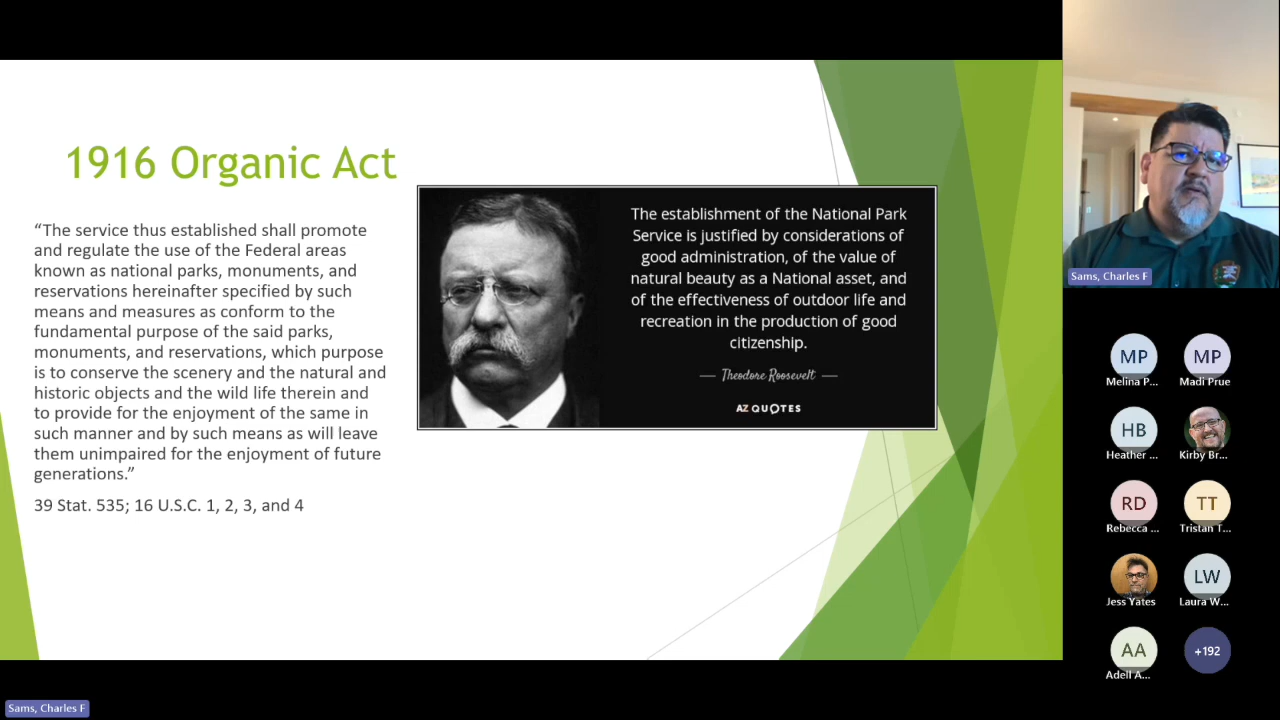 1916 Organic Act
“The service thus established shall promote
and regulate the use of the Federal areas
known as national parks, monuments, and
reservations hereinafter specified by such
means and measures as conform to the
fundamental purpose of the said parks,
monuments, and reservations, which purpose
is to conserve the scenery and the natural and
historic objects and the wild life therein and
to provide for the enjoyment of the same in
such manner and by such means as will leave
them unimpaired for the enjoyment of future
generations.”
39 Stat. 535; 16 U.S.C. 1, 2, 3, and 4
The establishment of the National Park
Service is justified by considerations of
good administration, of the value of
natural beauty as a National asset, and
of the effectiveness of outdoor life and
recreation in the production of good
citizenship.
— Theodore Roosevelt —
AZ QUOTES
Sams, Charles F
MP
Melina P...
MP
Madi Prue
HB
Heather ...
Kirby Br...
RD
Rebecca ...
TT
Tristan T...
Jess Yates
LW
Laura W...
AA
Adell A...
+192
Sams, Charles F